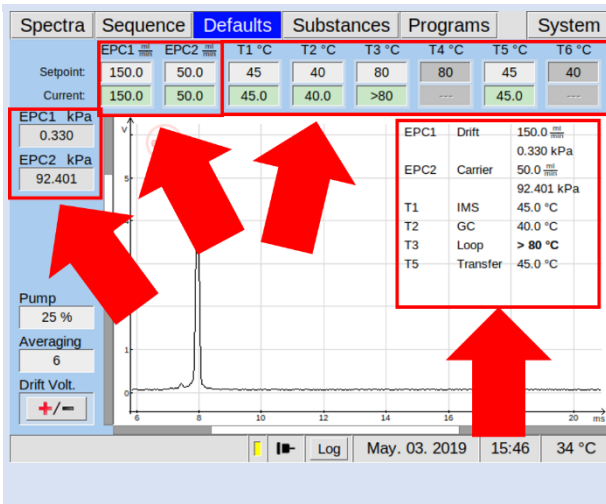 Spectra Sequence Defaults Substances Programs System
EPC1 ml/min EPC2 ml/min T1 °C T2 °C T3 °C T4 °C T5 °C T6 °C
Setpoint: 150.0 50.0 45 40 80 80 45 40
Current: 150.0 50.0 45.0 40.0 >80 --- 45.0 ---
EPC1 kPa
0.330
EPC2 kPa
92.401
Pump
25 %
Averaging
6
Drift Volt.
+/-
V
5
1
0
6 8 10 12 14 16 20 ms
EPC1 Drift 150.0 ml/min
0.330 kPa
EPC2 Carrier 50.0 ml/min
92.401 kPa
T1 IMS 45.0 °C
T2 GC 40.0 °C
T3 Loop > 80 °C
T5 Transfer 45.0 °C
Log May. 03. 2019 15:46 34 °C